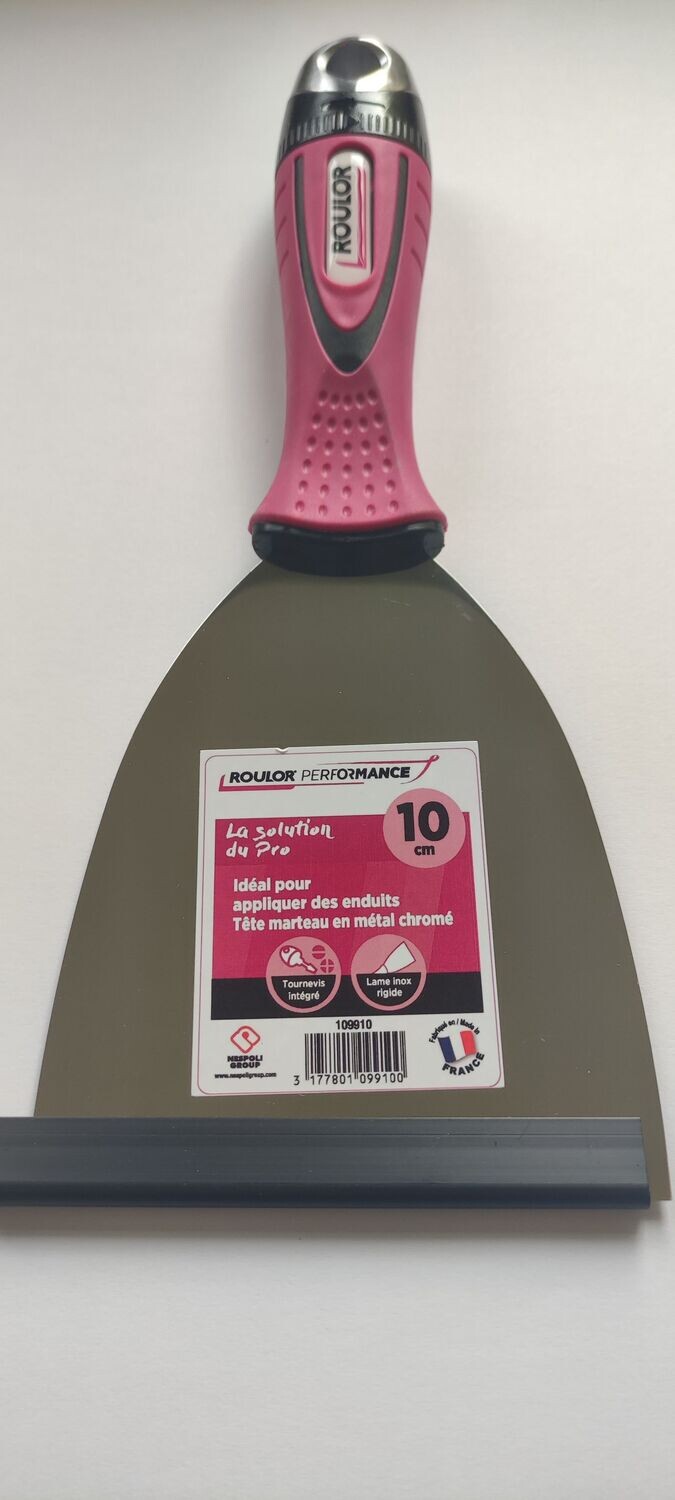 ROULOR
ROULOR PERFORMANCE
La solution
du Pro
10
cm
Idéal pour
appliquer des enduits
Tête marteau en métal chromé
Tournevis
intégré
Lame inox
rigide
109910
NESPOLI
GROUP
www.nespoligroup.com
3 177801 099100
Fabriqué en / Made in
FRANCE